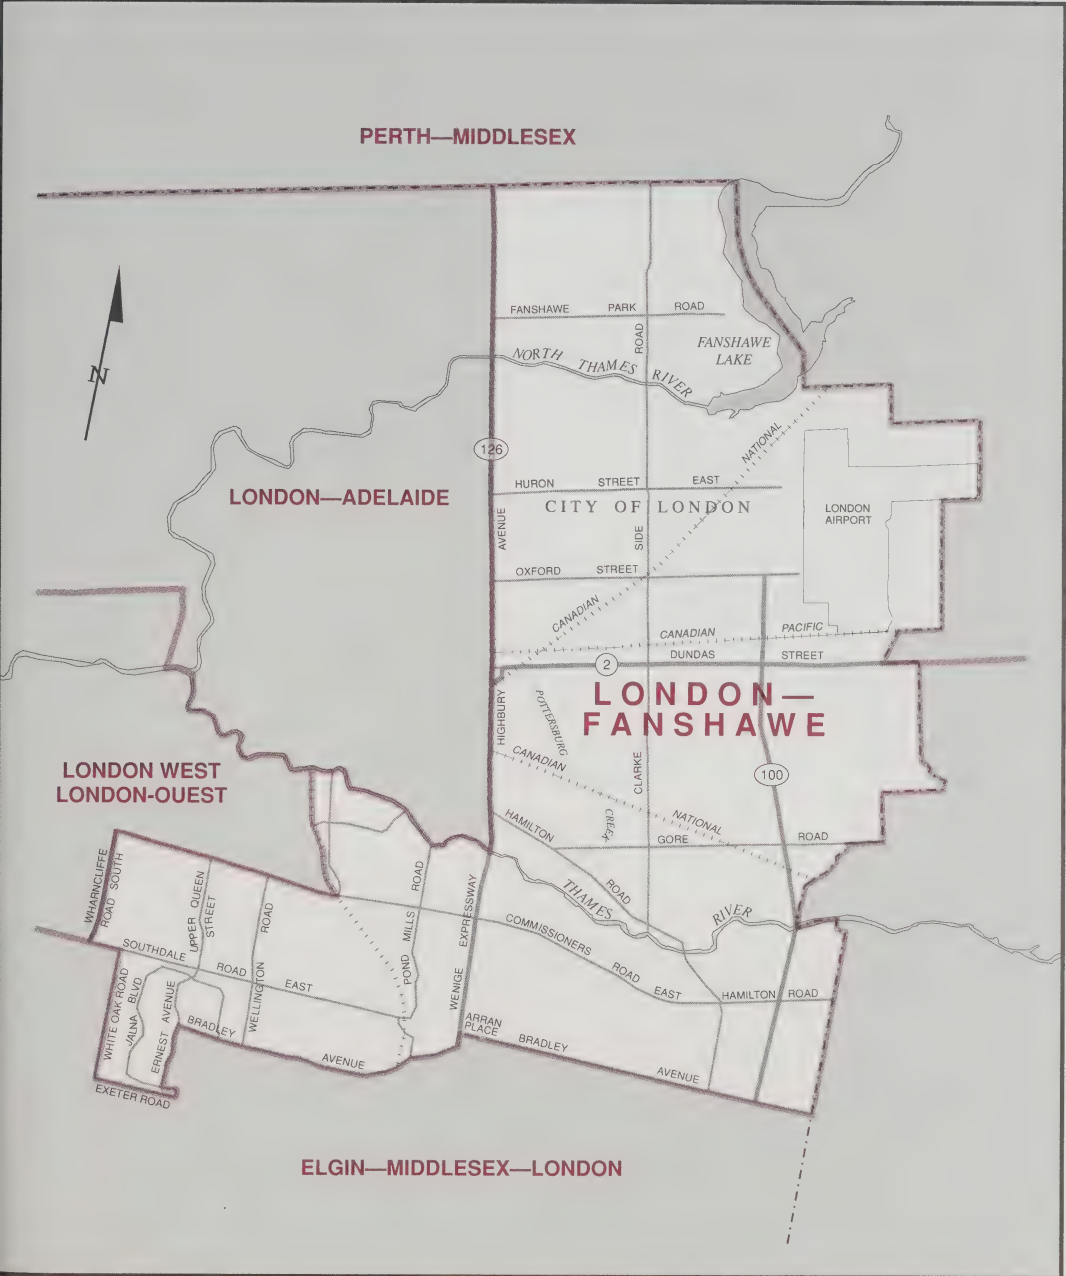 PERTH—MIDDLESEX
FANSHAWE PARK ROAD
ROAD
FANSHAWE
LAKE
NORTH THAMES RIVER
N
NATIONAL
126
LONDON—ADELAIDE
HURON STREET EAST
CITY OF LONDON
LONDON
AIRPORT
AVENUE
SIDE
OXFORD STREET
CANADIAN
CANADIAN PACIFIC
2
DUNDAS STREET
LONDON—
FANSHAWE
HIGHBURY
POTTERSBURG
CANADIAN
CLARKE
100
LONDON WEST
LONDON-OUEST
HAMILTON
CREEK
NATIONAL
GORE ROAD
WHARNCLIFFE
ROAD SOUTH
UPPER QUEEN
STREET
ROAD
ROAD
THAMES
ROAD
RIVER
EXPRESSWAY
POND MILLS
COMMISSIONERS ROAD EAST
SOUTHDALE ROAD EAST
HAMILTON ROAD
WHITE OAK ROAD
JALNA BLVD
ERNEST AVENUE
WELLINGTON
WENIGE
BRADLEY AVENUE
ARRAN
PLACE
BRADLEY AVENUE
EXETER ROAD
ELGIN—MIDDLESEX—LONDON